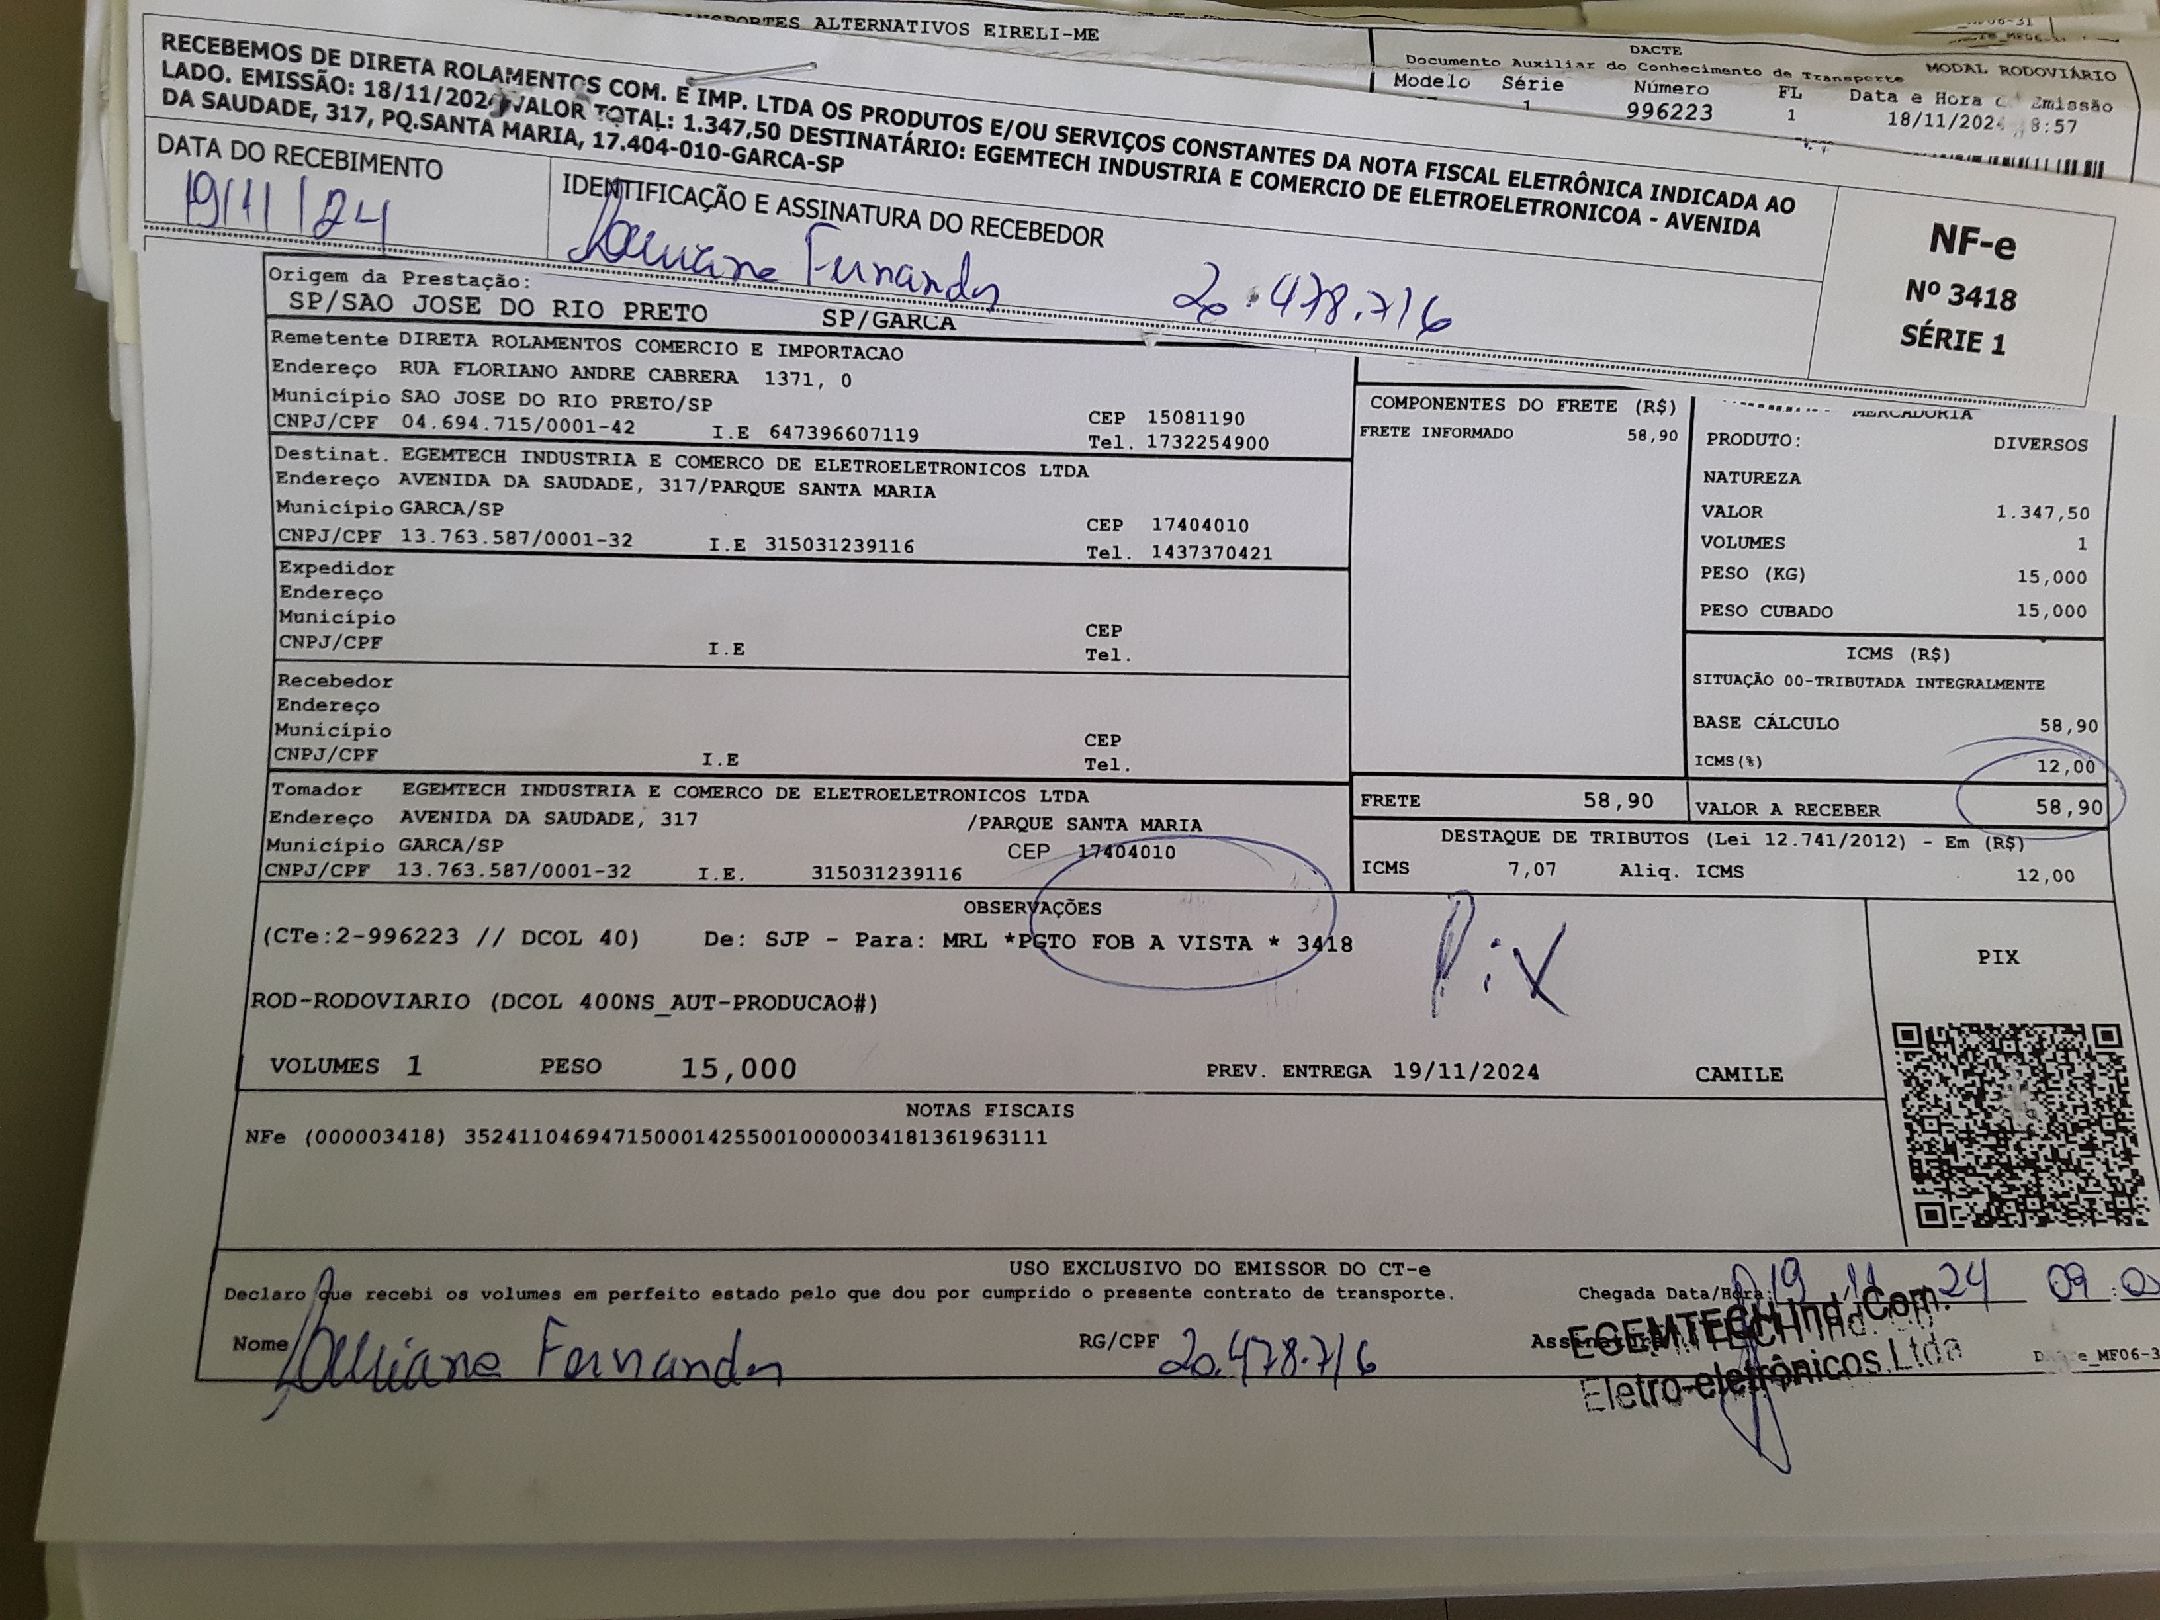 TRANSPORTES ALTERNATIVOS EIRELI-ME
DACTE
Documento Auxiliar do Conhecimento de Transporte
MODAL RODOVIÁRIO
Modelo Série Número FL Data e Hora Emissão
1 996223 1 18/11/2024 8:57
RECEBEMOS DE DIRETA ROLAMENTOS COM. E IMP. LTDA OS PRODUTOS E/OU SERVIÇOS CONSTANTES DA NOTA FISCAL ELETRÔNICA INDICADA AO
LADO. EMISSÃO: 18/11/2024 VALOR TOTAL: 1.347,50 DESTINATÁRIO: EGEMTECH INDUSTRIA E COMERCIO DE ELETROELETRONICOA - AVENIDA
DA SAUDADE, 317, PQ.SANTA MARIA, 17.404-010-GARCA-SP
DATA DO RECEBIMENTO
19/11/24
IDENTIFICAÇÃO E ASSINATURA DO RECEBEDOR
Fernandes 20.478.716
NF-e
Nº 3418
SÉRIE 1
Origem da Prestação:
SP/SAO JOSE DO RIO PRETO SP/GARCA
Remetente DIRETA ROLAMENTOS COMERCIO E IMPORTACAO
Endereço RUA FLORIANO ANDRE CABRERA 1371, 0
Município SAO JOSE DO RIO PRETO/SP CEP 15081190
CNPJ/CPF 04.694.715/0001-42 I.E 647396607119 Tel. 1732254900
Destinat. EGEMTECH INDUSTRIA E COMERCO DE ELETROELETRONICOS LTDA
Endereço AVENIDA DA SAUDADE, 317/PARQUE SANTA MARIA
Município GARCA/SP CEP 17404010
CNPJ/CPF 13.763.587/0001-32 I.E 315031239116 Tel. 1437370421
Expedidor
Endereço
Município CEP
CNPJ/CPF I.E Tel.
Recebedor
Endereço
Município CEP
CNPJ/CPF I.E Tel.
Tomador EGEMTECH INDUSTRIA E COMERCO DE ELETROELETRONICOS LTDA
Endereço AVENIDA DA SAUDADE, 317 /PARQUE SANTA MARIA
Município GARCA/SP CEP 17404010
CNPJ/CPF 13.763.587/0001-32 I.E. 315031239116
COMPONENTES DO FRETE (R$)
FRETE INFORMADO 58,90
MERCADORIA
PRODUTO: DIVERSOS
NATUREZA
VALOR 1.347,50
VOLUMES 1
PESO (KG) 15,000
PESO CUBADO 15,000
ICMS (R$)
SITUAÇÃO 00-TRIBUTADA INTEGRALMENTE
BASE CÁLCULO 58,90
ICMS(%) 12,00
FRETE 58,90 VALOR A RECEBER 58,90
DESTAQUE DE TRIBUTOS (Lei 12.741/2012) - Em (R$)
ICMS 7,07 Aliq. ICMS 12,00
OBSERVAÇÕES
(CTe:2-996223 // DCOL 40) De: SJP - Para: MRL *PGTO FOB A VISTA * 3418
Pix
PIX
ROD-RODOVIARIO (DCOL 400NS_AUT-PRODUCAO#)
VOLUMES 1 PESO 15,000 PREV. ENTREGA 19/11/2024 CAMILE
NOTAS FISCAIS
NFe (000003418) 35241104694715000142550010000034181361963111
USO EXCLUSIVO DO EMISSOR DO CT-e
Declaro que recebi os volumes em perfeito estado pelo que dou por cumprido o presente contrato de transporte. Chegada Data/Hora: 19 11 24 09:
Nome Fernandes RG/CPF 20.478.716
EGEMTECH Ind. Com.
Eletro-eletrônicos Ltda